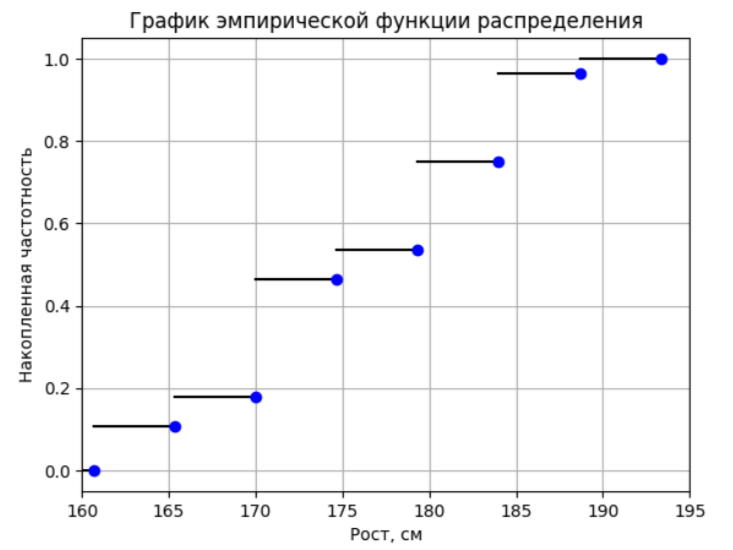 График эмпирической функции распределения
1.0
0.8
0.6
0.4
0.2
0.0
Накопленная частотность
160 165 170 175 180 185 190 195
Рост, см